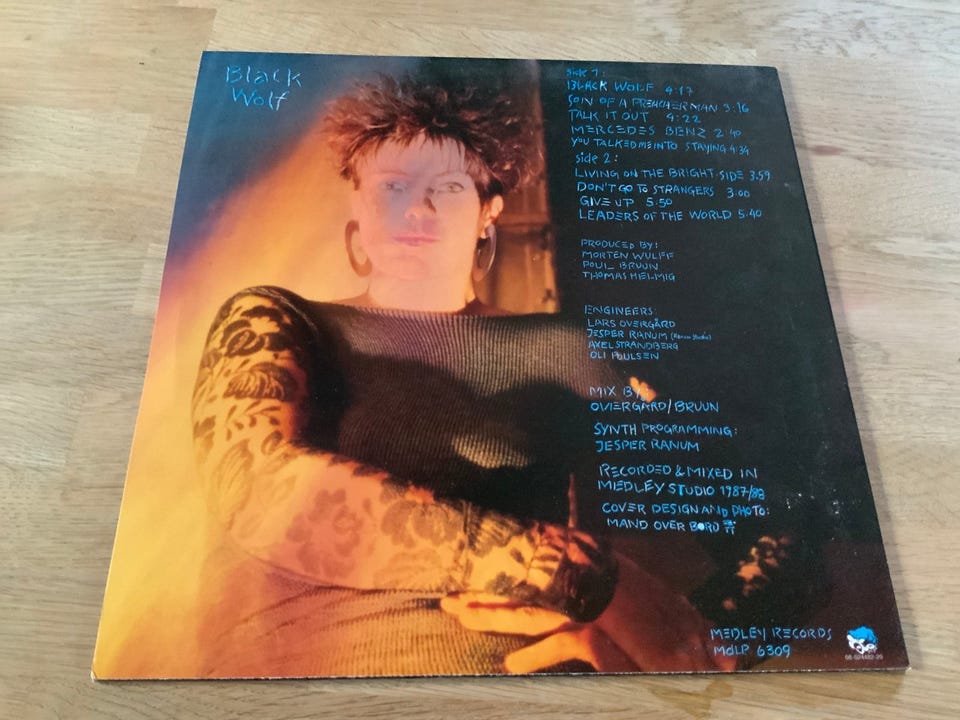 Black
Wolf
Side 1:
BLACK WOLF 4:17
SON OF A PREACHERMAN 3:16
TALK IT OUT 4:22
MERCEDES BENZ 2:40
YOU TALKED ME INTO STAYING 4:34
side 2:
LIVING ON THE BRIGHT SIDE 3.59
DON'T GO TO STRANGERS 3.00
GIVE UP 5.50
LEADERS OF THE WORLD 5.40
PRODUCED BY:
MORTEN WULFF
POUL BRUUN
THOMAS HELMIG
ENGINEERS:
LARS OVERGÅRD
JESPER RANUM (Ranum Studio)
AXEL STRANDBERG
OLI POULSEN
MIX BY
OVERGÅRD/BRUUN
SYNTH PROGRAMMING:
JESPER RANUM
RECORDED & MIXED IN
MEDLEY STUDIO 1987/88
COVER DESIGN AND PHOTO:
MAND OVER BORD
MEDLEY RECORDS
MdLP 6309